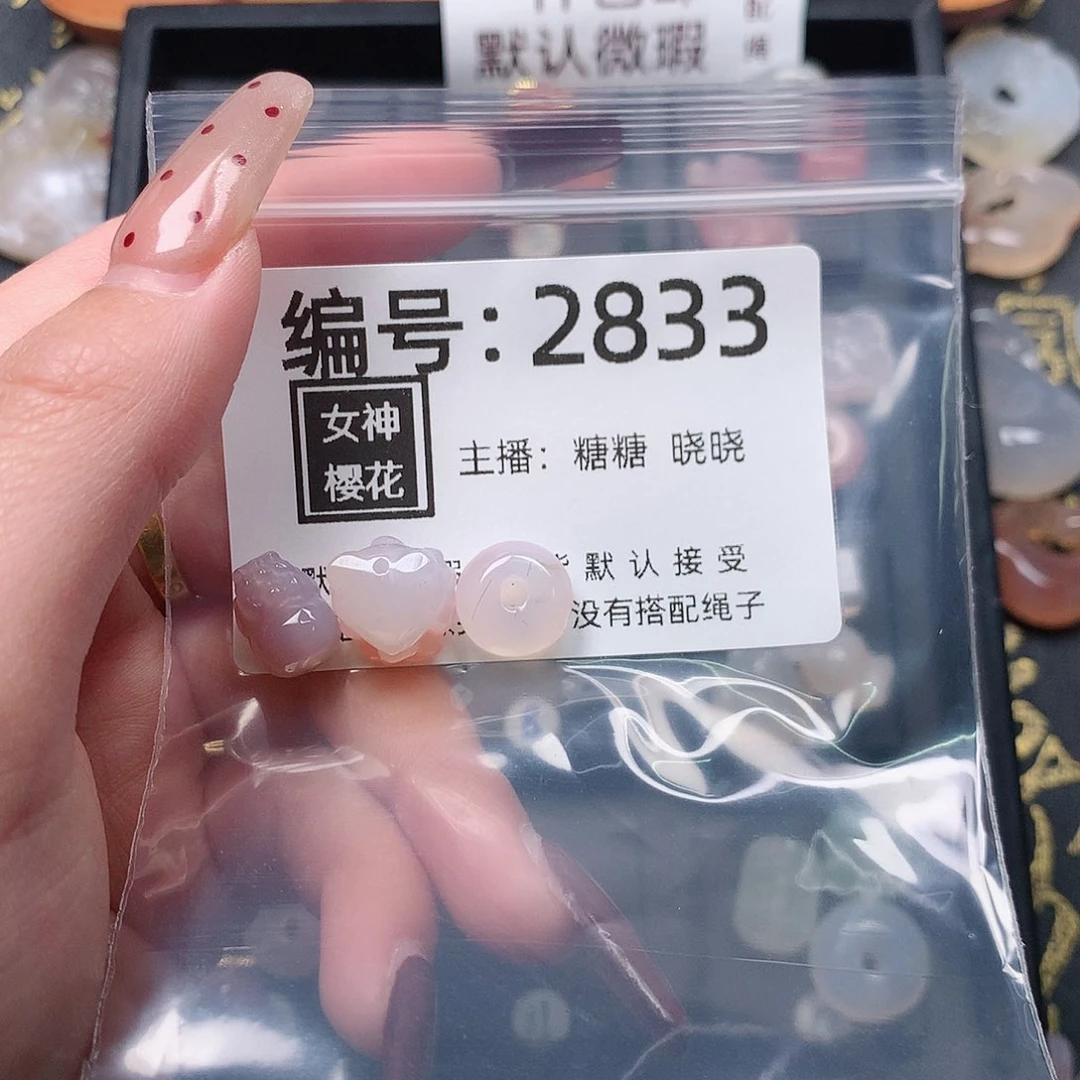 默认微瑕
编号:2833
女神
樱花
主播: 糖糖 晓晓
默认接受
没有搭配绳子